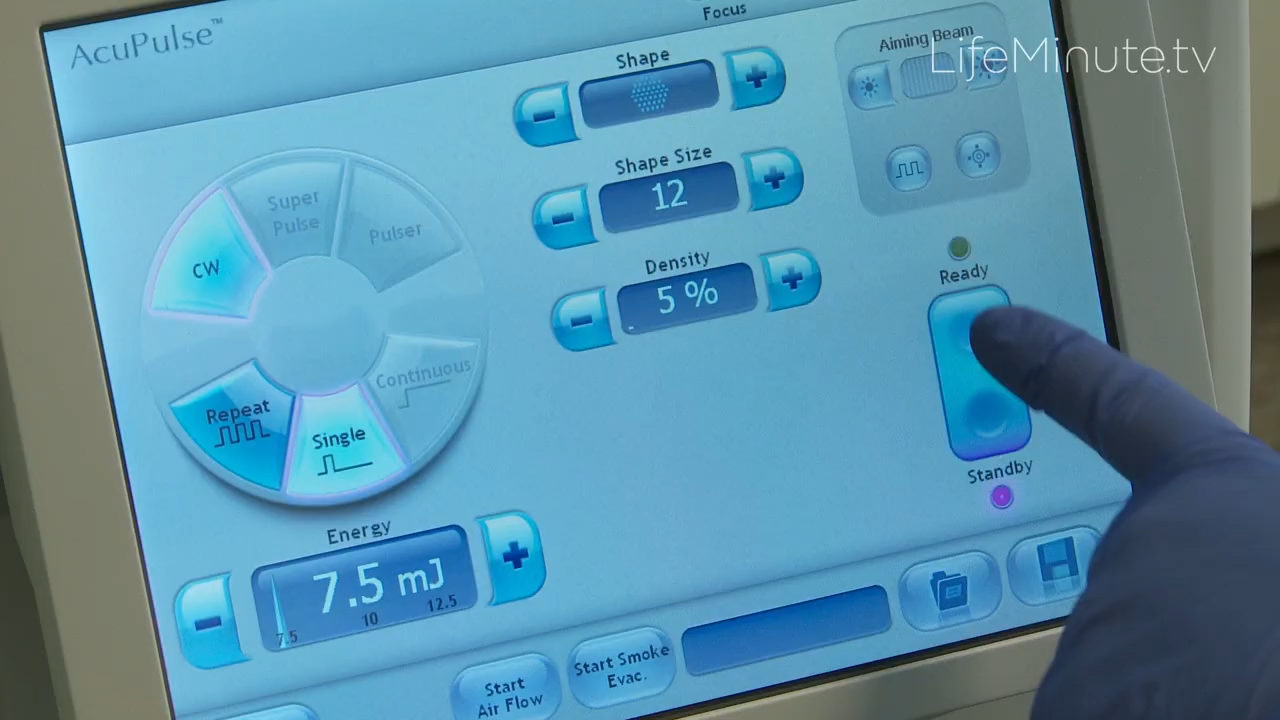 AcuPulse™
Focus
LifeMinute.tv
Aiming Beam
Shape
Shape Size
12
Density
5 %
Super
Pulse
Pulser
CW
Continuous
Repeat
Single
Ready
Standby
Energy
7.5 mJ
7.5 10 12.5
Start
Air Flow
Start Smoke
Evac.